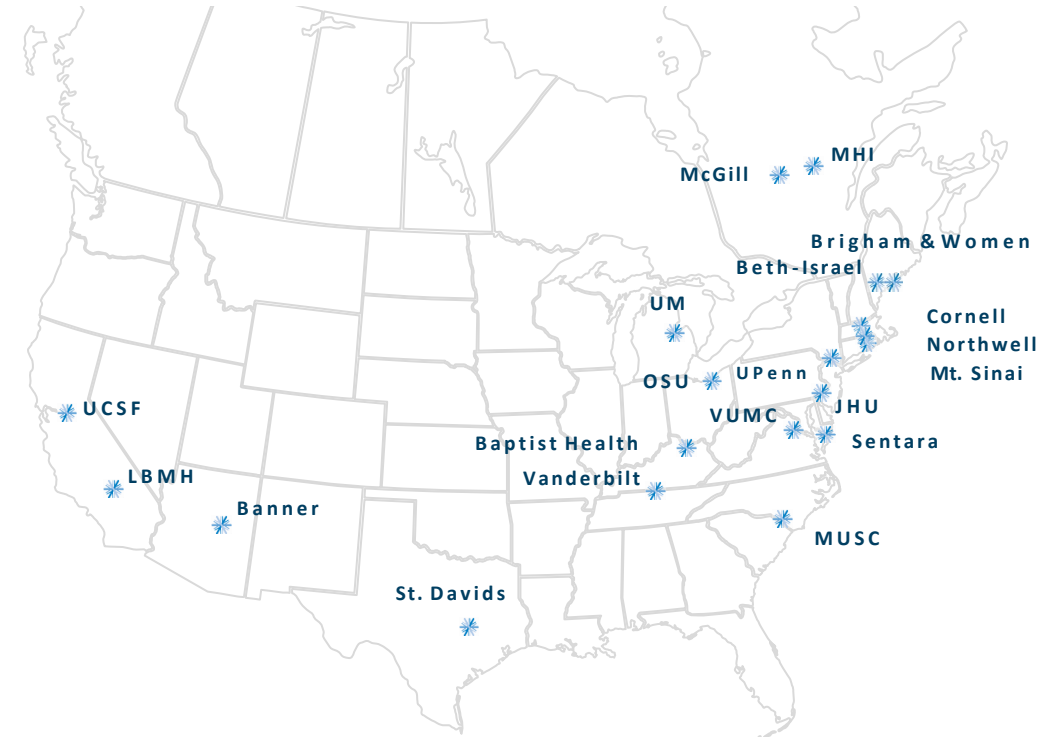 MHI
McGill
Brigham & Women
Beth-Israel
UM
Cornell
Northwell
Mt. Sinai
UPenn
OSU
UCSF
JHU
VUMC
Sentara
Baptist Health
Vanderbilt
LBMH
Banner
MUSC
St. Davids